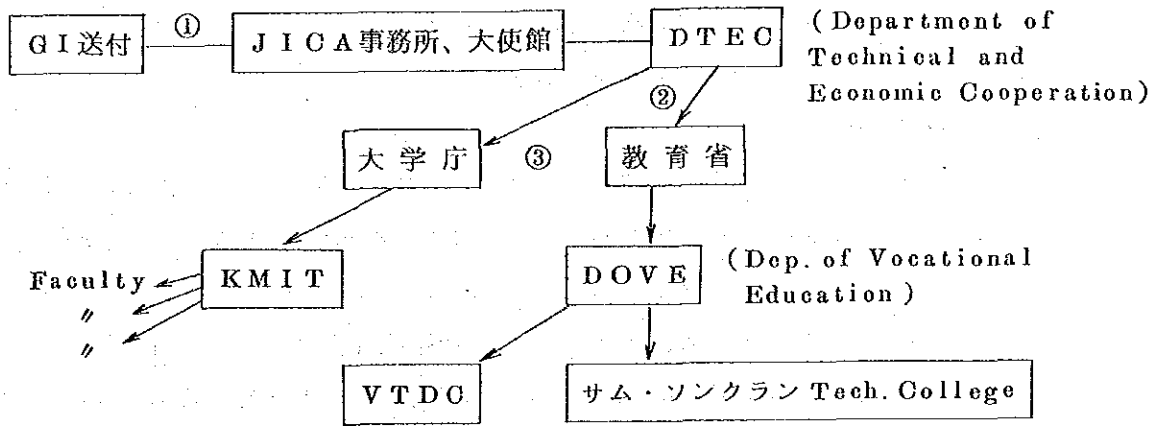 GI送付 ① JICA事務所、大使館 DTEC (Department of
Technical and
Economic Cooperation)
②
大学庁 ③ 教育省
Faculty KMIT DOVE (Dep. of Vocational
Education)
〃
〃
VTDC サム・ソンクラン Tech. College